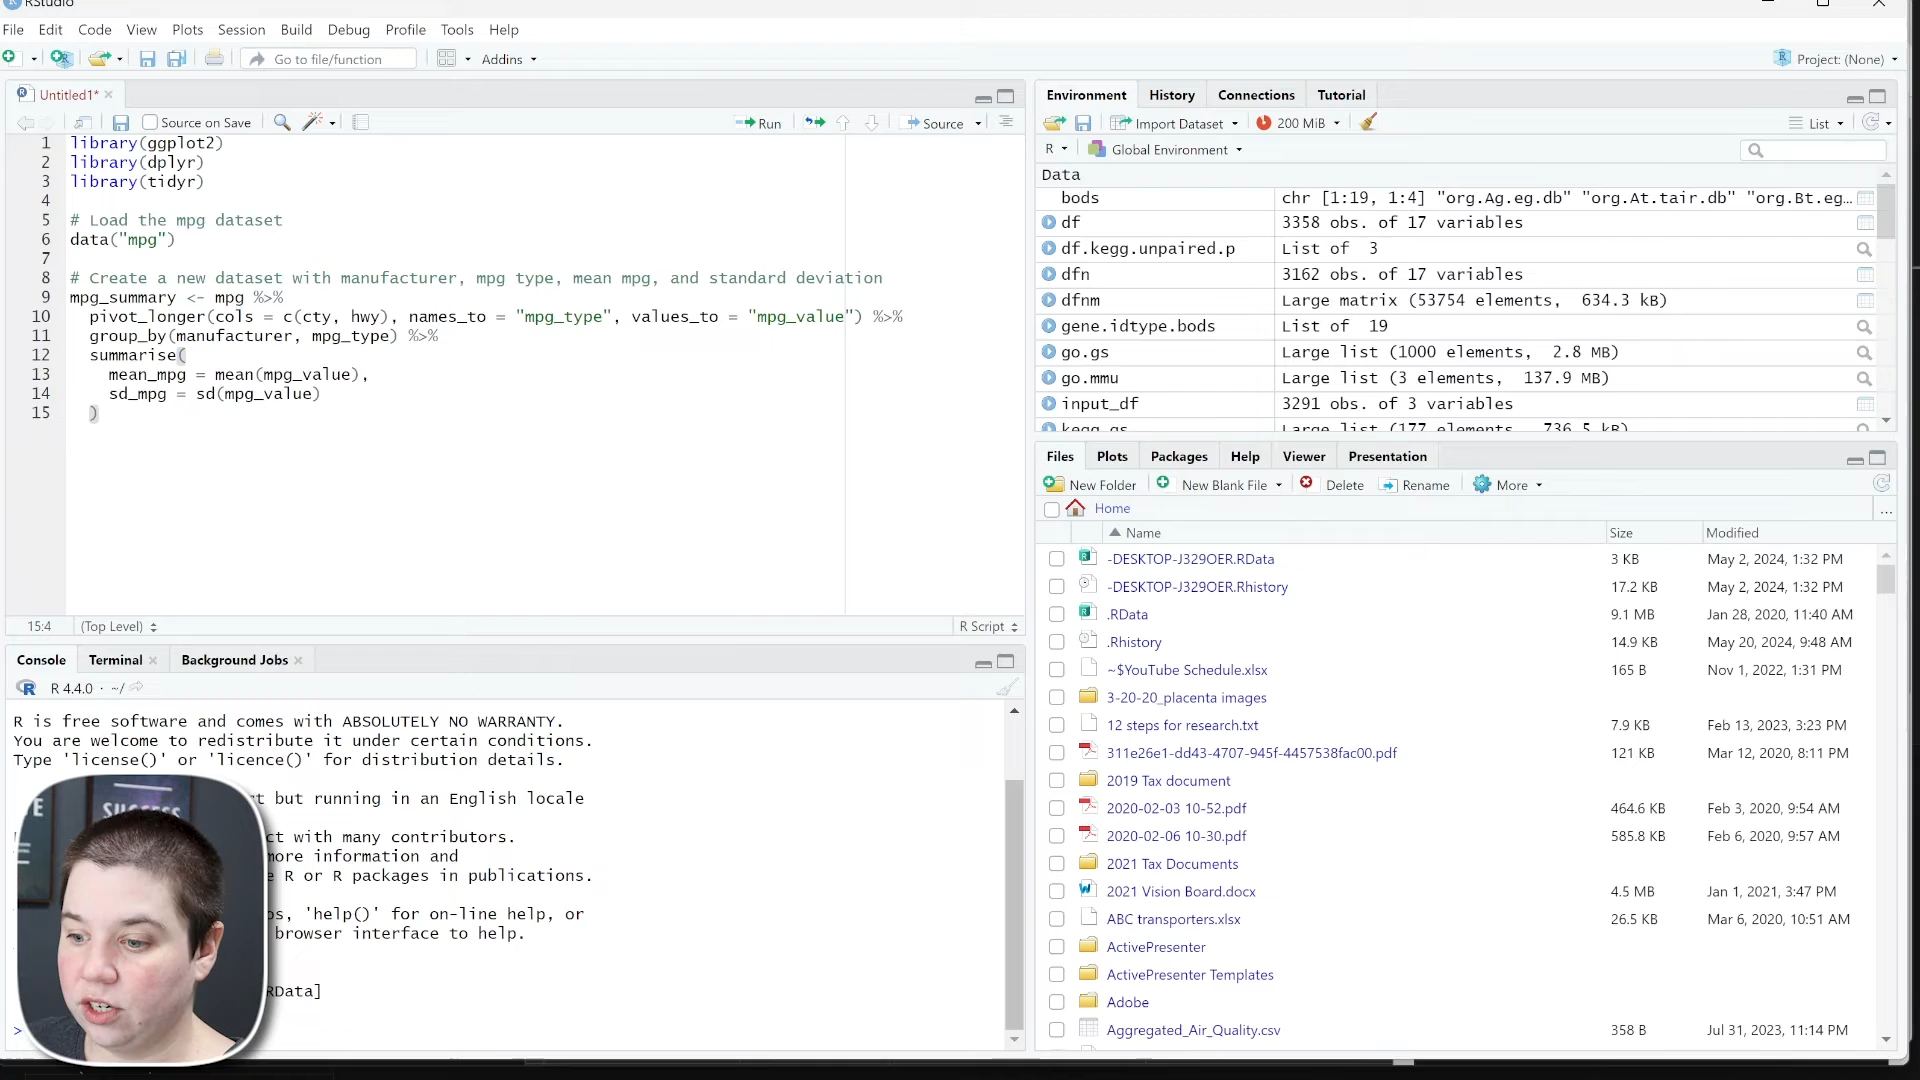 RStudio
File Edit Code View Plots Session Build Debug Profile Tools Help
Go to file/function Addins Project: (None)
Untitled1*
Source on Save Run Source
1 library(ggplot2)
2 library(dplyr)
3 library(tidyr)
4
5 # Load the mpg dataset
6 data("mpg")
7
8 # Create a new dataset with manufacturer, mpg type, mean mpg, and standard deviation
9 mpg_summary <- mpg %>%
10 pivot_longer(cols = c(cty, hwy), names_to = "mpg_type", values_to = "mpg_value") %>%
11 group_by(manufacturer, mpg_type) %>%
12 summarise(
13 mean_mpg = mean(mpg_value),
14 sd_mpg = sd(mpg_value)
15 )
15:4 (Top Level) R Script
Console Terminal Background Jobs
R 4.4.0 · ~/
R is free software and comes with ABSOLUTELY NO WARRANTY.
You are welcome to redistribute it under certain conditions.
Type 'license()' or 'licence()' for distribution details.
but running in an English locale
with many contributors.
more information and
R or R packages in publications.
'help()' for on-line help, or
browser interface to help.
RData]
>
SUCCESS
Environment History Connections Tutorial
Import Dataset 200 MiB List
R Global Environment
Data
bods chr [1:19, 1:4] "org.Ag.eg.db" "org.At.tair.db" "org.Bt.eg…
df 3358 obs. of 17 variables
df.kegg.unpaired.p List of 3
dfn 3162 obs. of 17 variables
dfnm Large matrix (53754 elements, 634.3 kB)
gene.idtype.bods List of 19
go.gs Large list (1000 elements, 2.8 MB)
go.mmu Large list (3 elements, 137.9 MB)
input_df 3291 obs. of 3 variables
kegg.gs Large list (177 elements, 736.5 kB)
Files Plots Packages Help Viewer Presentation
New Folder New Blank File Delete Rename More
Home ...
Name Size Modified
-DESKTOP-J329OER.RData 3 KB May 2, 2024, 1:32 PM
-DESKTOP-J329OER.Rhistory 17.2 KB May 2, 2024, 1:32 PM
.RData 9.1 MB Jan 28, 2020, 11:40 AM
.Rhistory 14.9 KB May 20, 2024, 9:48 AM
~$YouTube Schedule.xlsx 165 B Nov 1, 2022, 1:31 PM
3-20-20_placenta images
12 steps for research.txt 7.9 KB Feb 13, 2023, 3:23 PM
311e26e1-dd43-4707-945f-4457538fac00.pdf 121 KB Mar 12, 2020, 8:11 PM
2019 Tax document
2020-02-03 10-52.pdf 464.6 KB Feb 3, 2020, 9:54 AM
2020-02-06 10-30.pdf 585.8 KB Feb 6, 2020, 9:57 AM
2021 Tax Documents
2021 Vision Board.docx 4.5 MB Jan 1, 2021, 3:47 PM
ABC transporters.xlsx 26.5 KB Mar 6, 2020, 10:51 AM
ActivePresenter
ActivePresenter Templates
Adobe
Aggregated_Air_Quality.csv 358 B Jul 31, 2023, 11:14 PM